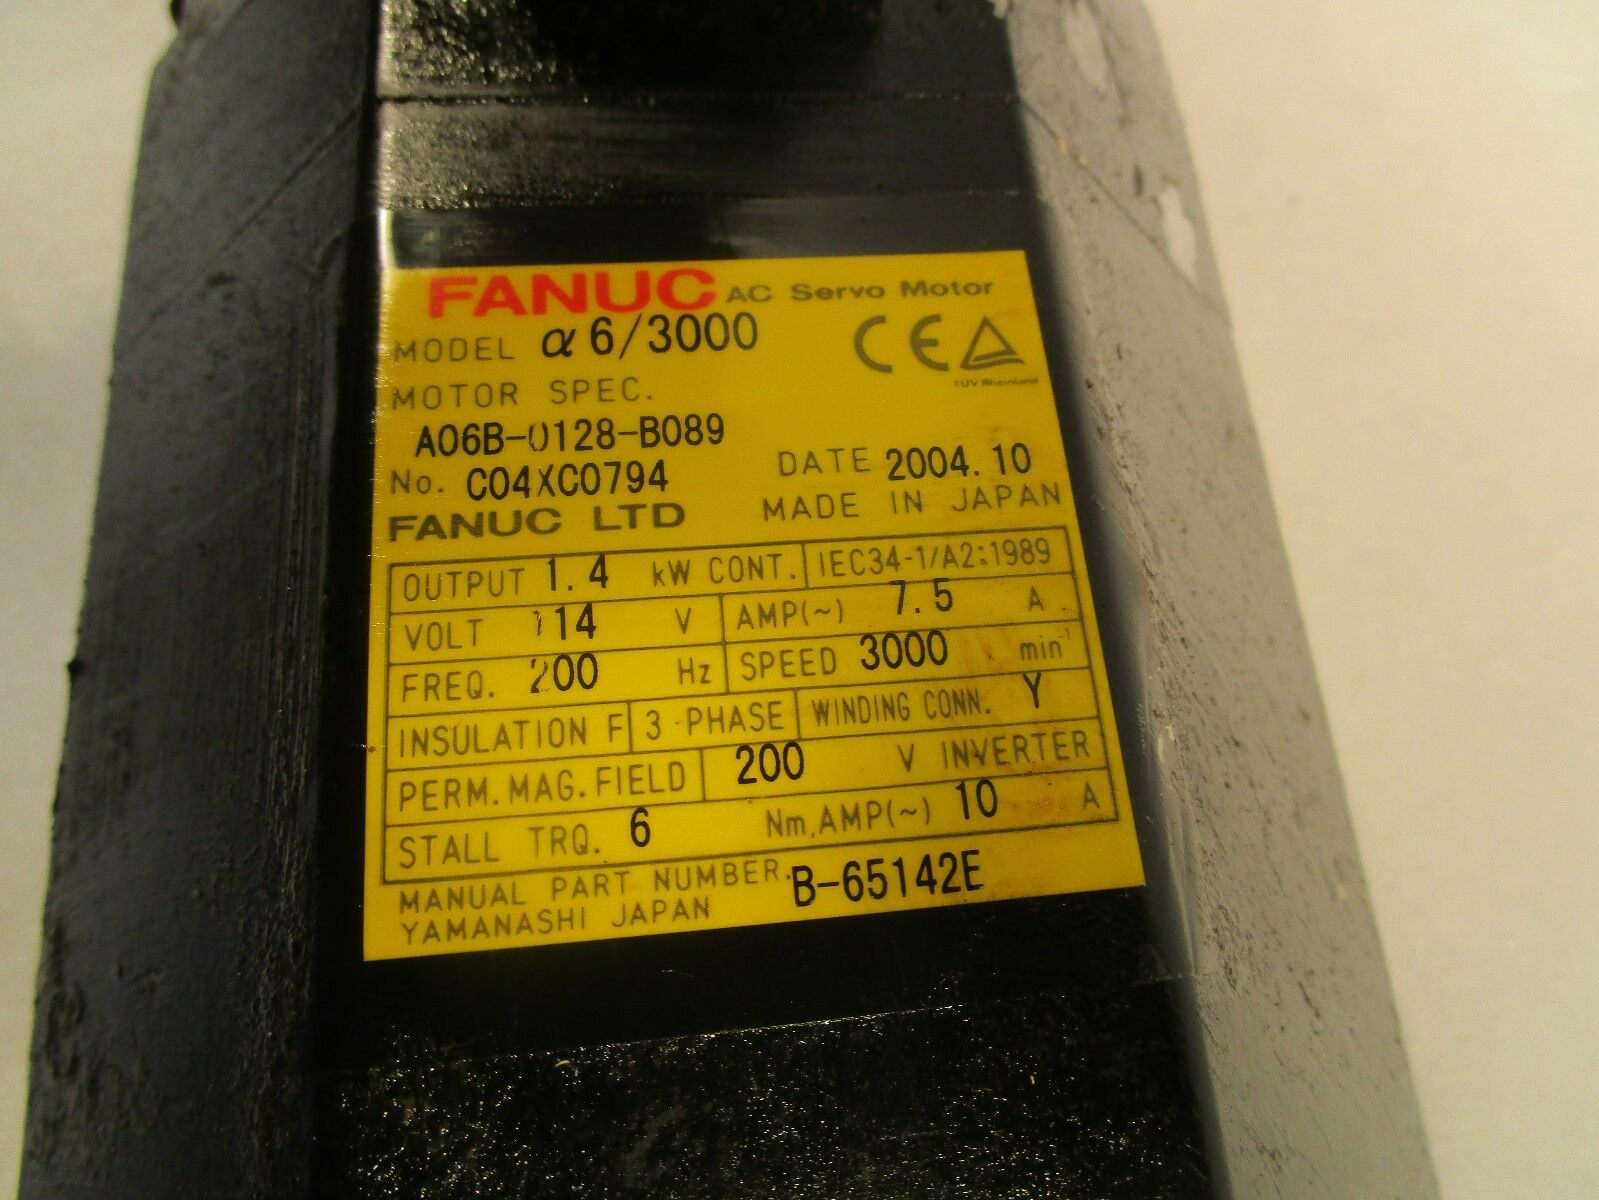 FANUC AC Servo Motor
MODEL α6/3000
CE TÜV Rheinland
MOTOR SPEC.
A06B-0128-B089
No. C04XC0794 DATE 2004.10
FANUC LTD MADE IN JAPAN
OUTPUT 1.4 kW CONT. IEC34-1/A2:1989
VOLT 114 V AMP(~) 7.5 A
FREQ. 200 Hz SPEED 3000 min⁻¹
INSULATION F 3-PHASE WINDING CONN. Y
PERM.MAG.FIELD 200 V INVERTER
STALL TRQ. 6 Nm,AMP(~) 10 A
MANUAL PART NUMBER. B-65142E
YAMANASHI JAPAN